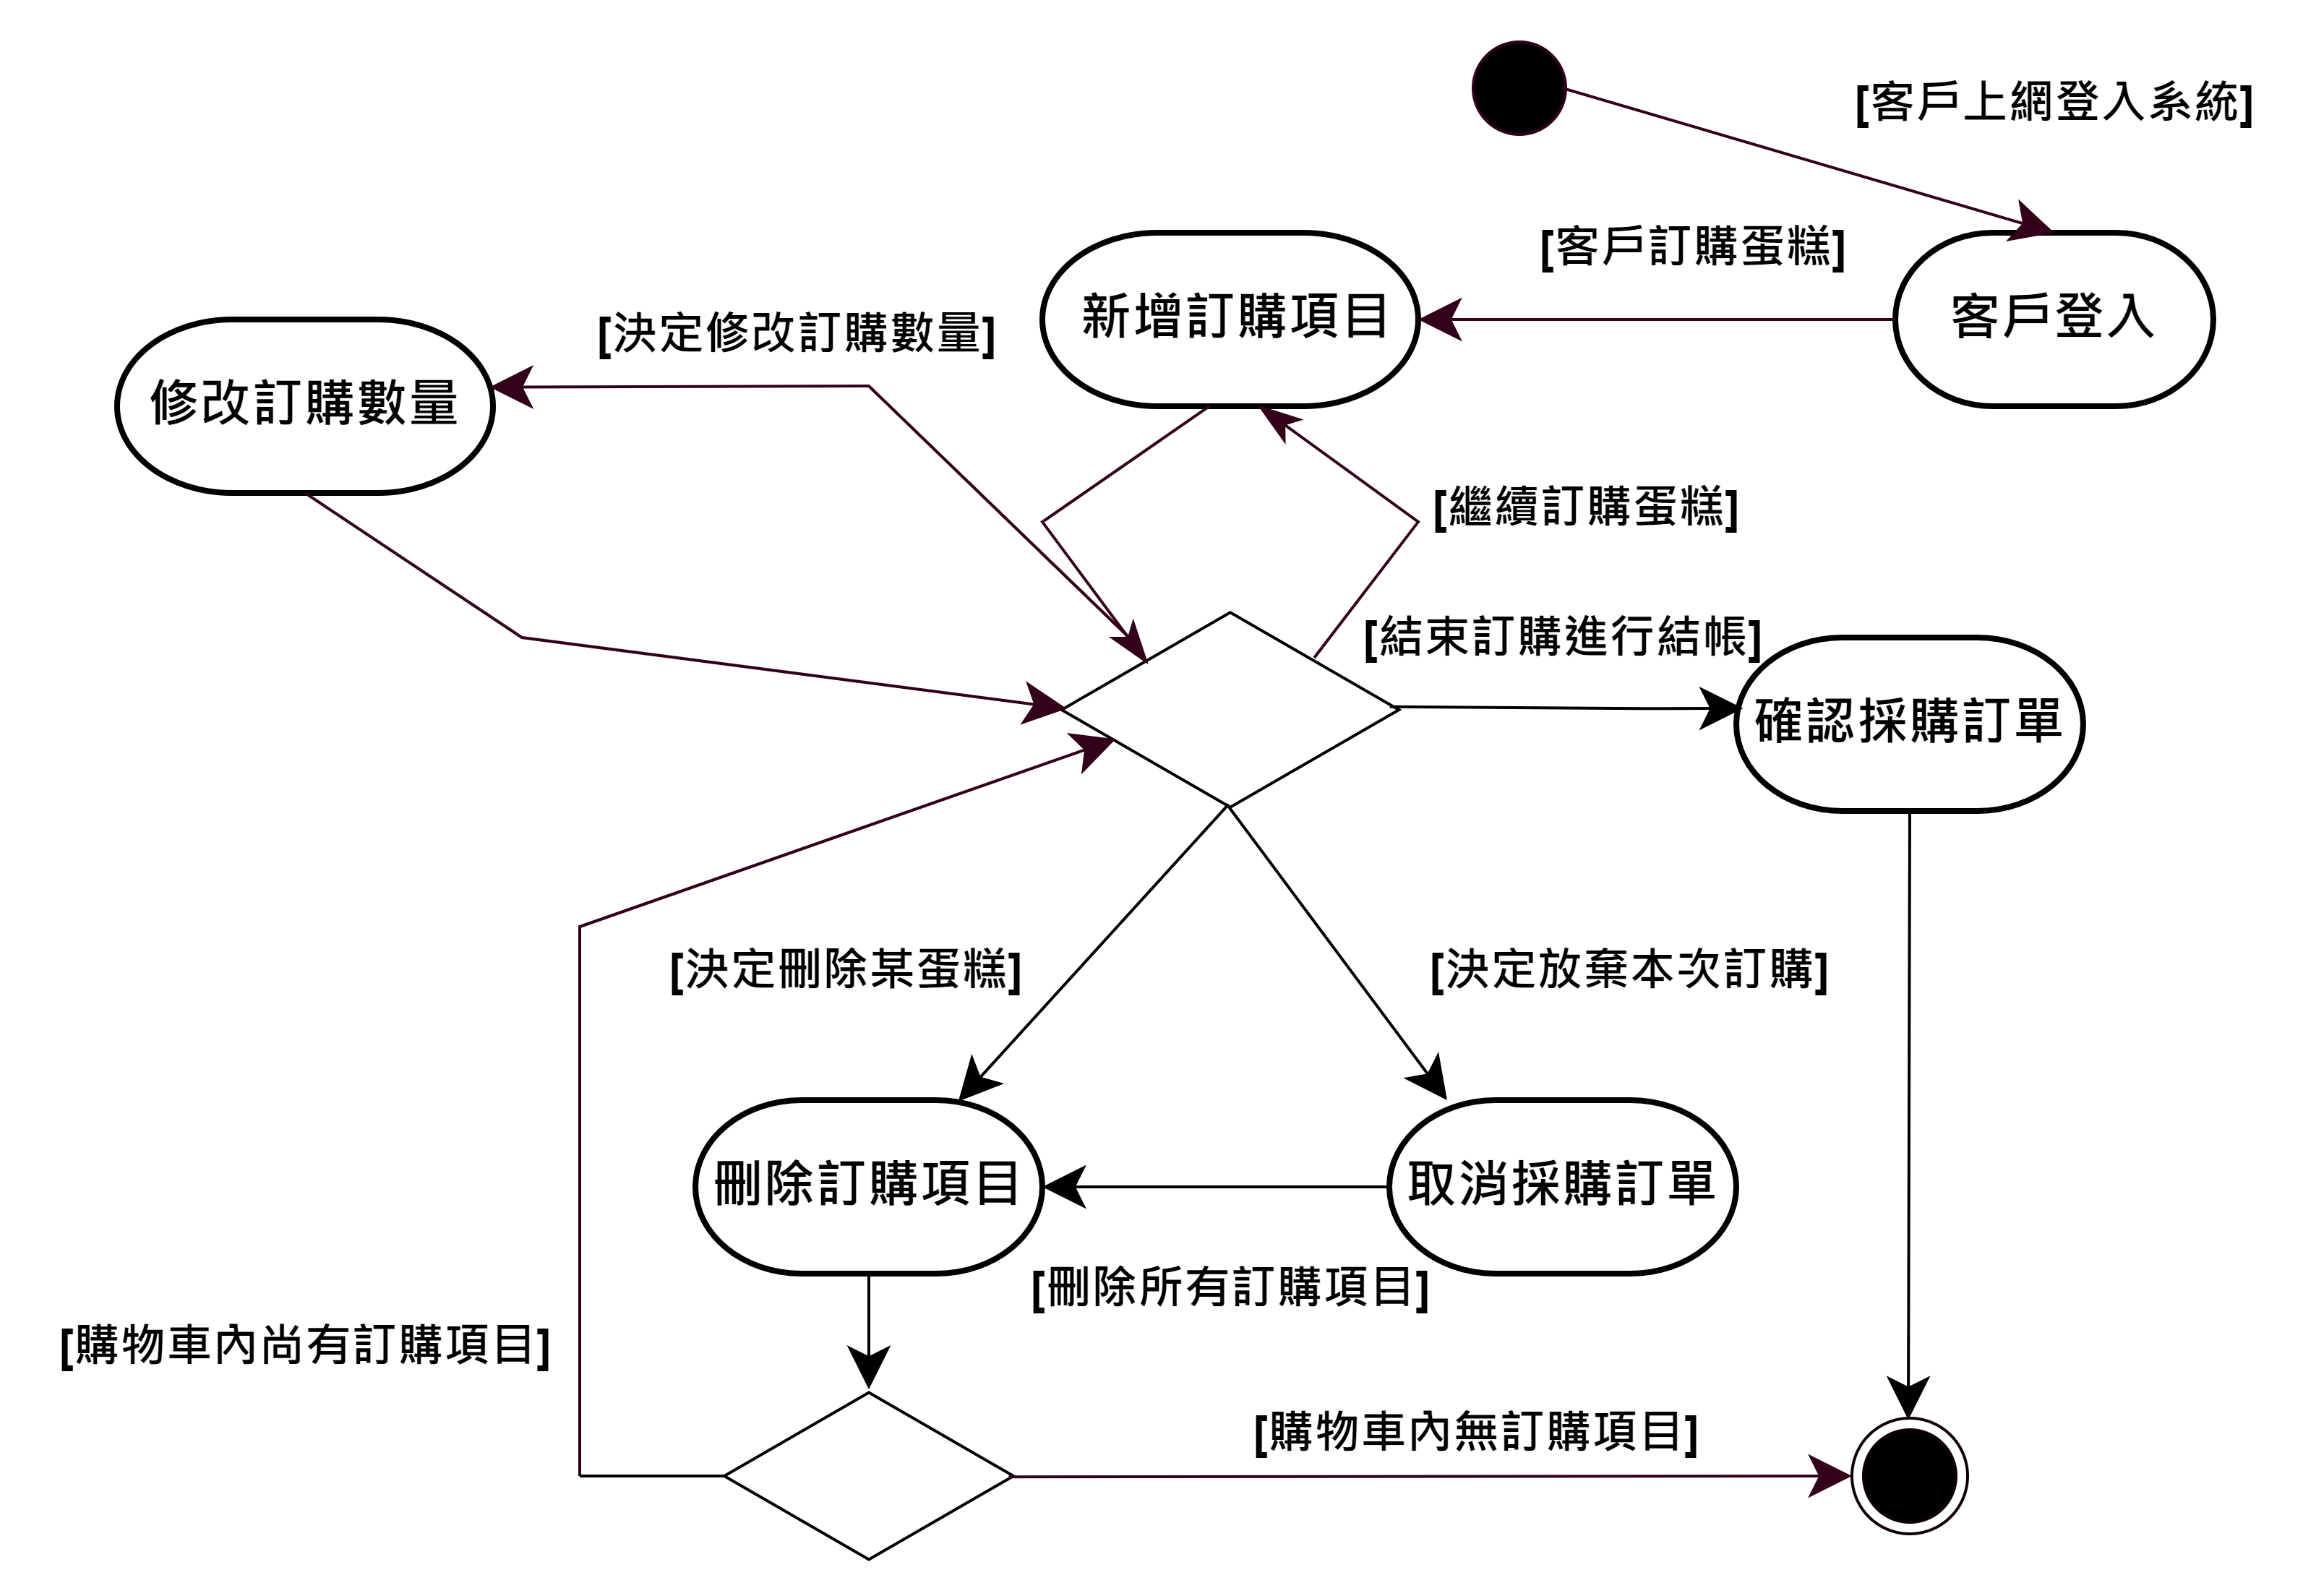 [客戶上網登入系統]
[客戶訂購蛋糕]
客戶登入
新增訂購項目
[決定修改訂購數量]
修改訂購數量
[繼續訂購蛋糕]
[結束訂購進行結帳]
確認採購訂單
[決定刪除某蛋糕]
[決定放棄本次訂購]
刪除訂購項目
取消採購訂單
[刪除所有訂購項目]
[購物車內尚有訂購項目]
[購物車內無訂購項目]